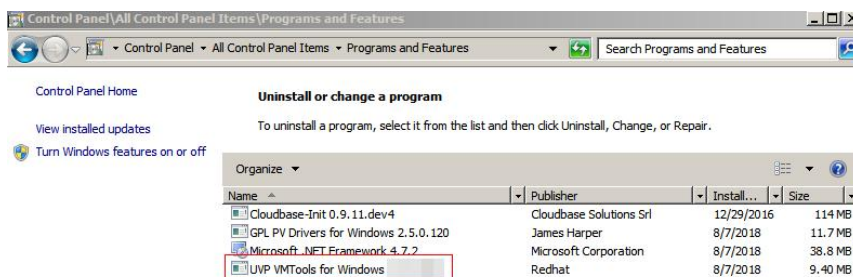 Control Panel\All Control Panel Items\Programs and Features
Control Panel All Control Panel Items Programs and Features Search Programs and Features
Control Panel Home
Uninstall or change a program
View installed updates
To uninstall a program, select it from the list and then click Uninstall, Change, or Repair.
Turn Windows features on or off
Organize
Name Publisher Install... Size
Cloudbase-Init 0.9.11.dev4 Cloudbase Solutions Srl 12/29/2016 114 MB
GPL PV Drivers for Windows 2.5.0.120 James Harper 8/7/2018 11.7 MB
Microsoft .NET Framework 4.7.2 Microsoft Corporation 8/7/2018 38.8 MB
UVP VMTools for Windows Redhat 8/7/2018 9.40 MB